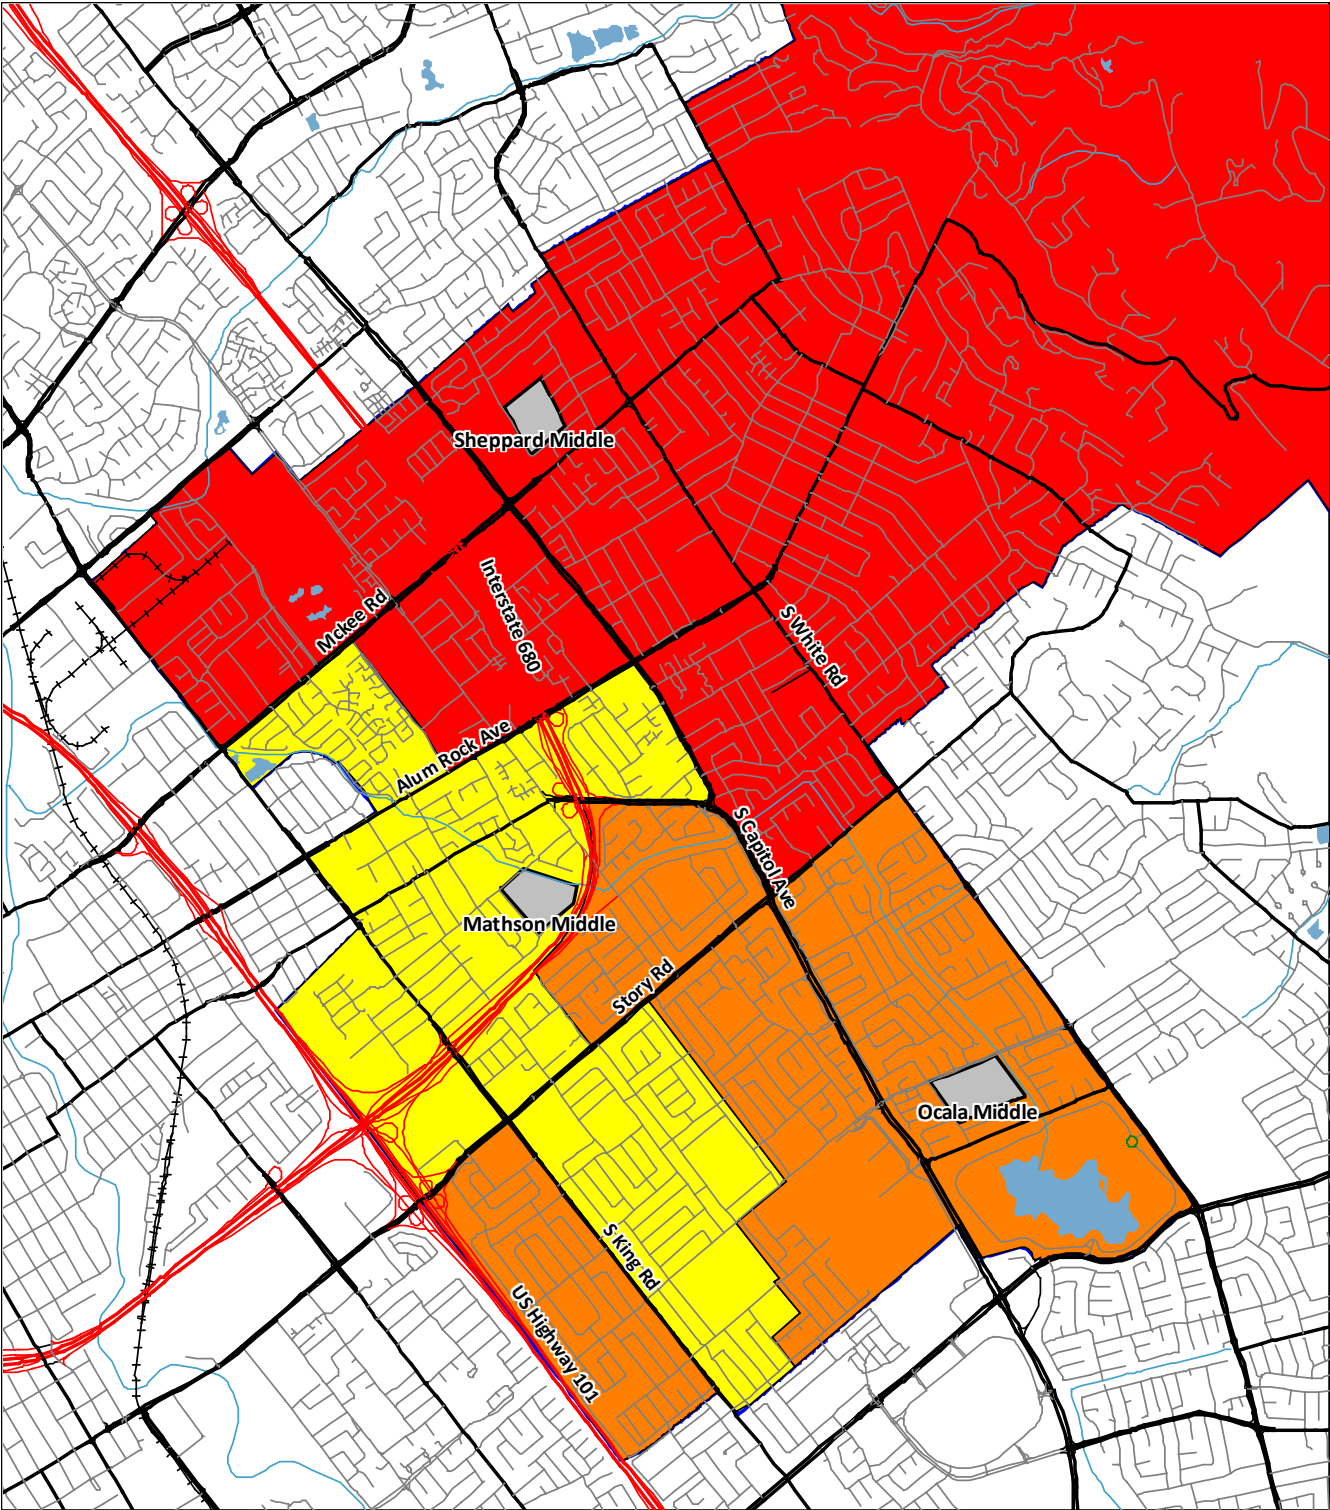 Sheppard Middle
Interstate 680
Mckee Rd
S White Rd
Alum Rock Ave
S Capitol Ave
Mathson Middle
Story Rd
Ocala Middle
S King Rd
US Highway 101